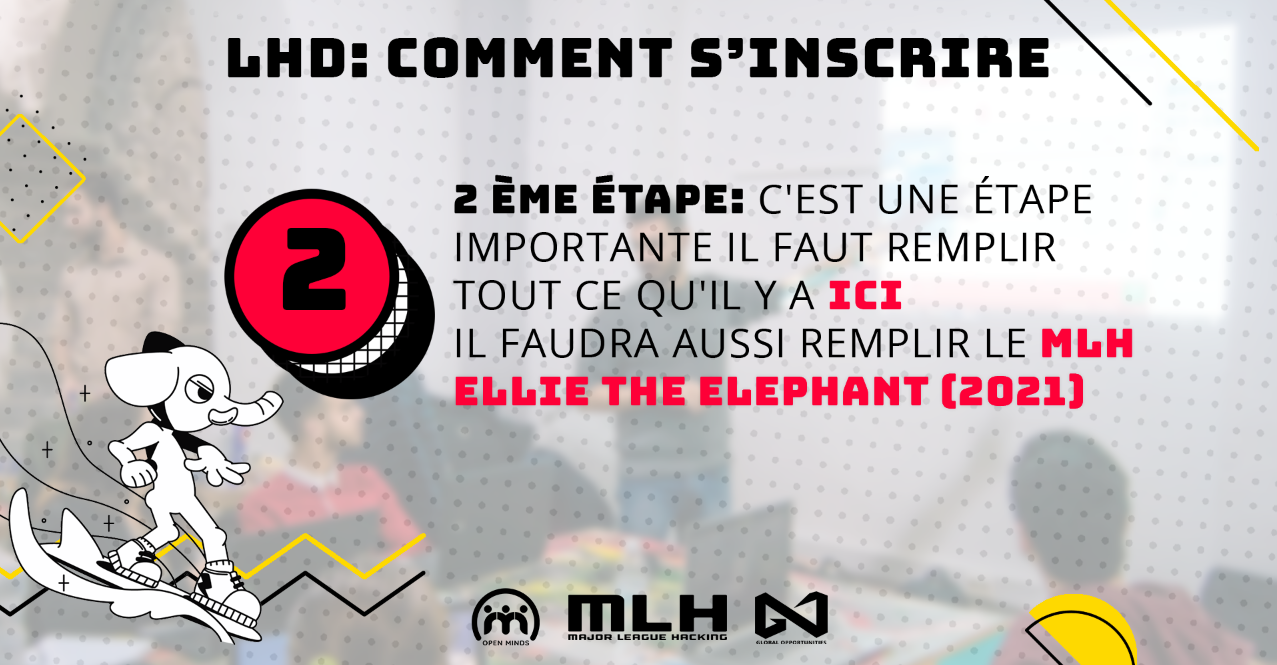 LHD: COMMENT S'INSCRIRE
2
2 ÈME ÉTAPE: C'EST UNE ÉTAPE
IMPORTANTE IL FAUT REMPLIR
TOUT CE QU'IL Y A ICI
IL FAUDRA AUSSI REMPLIR LE MLH
ELLIE THE ELEPHANT (2021)
OPEN MINDS
MLH
MAJOR LEAGUE HACKING
GLOBAL OPPORTUNITIES